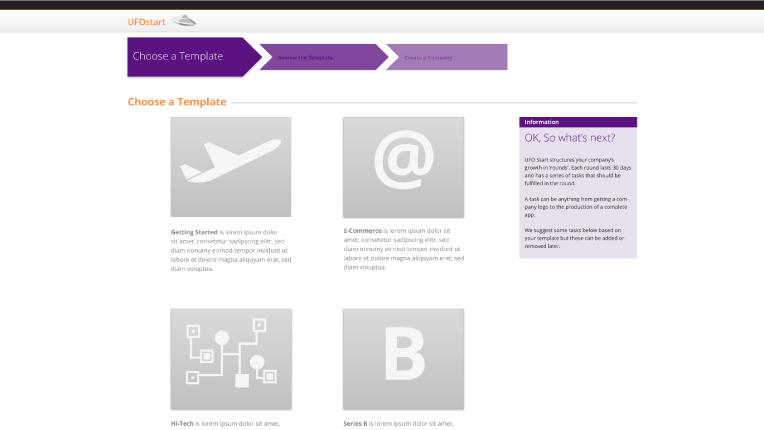 UFOstart
Choose a Template
Review the Template
Create a Company
Choose a Template
@
Getting Started is lorem ipsum dolor
sit amet, consetetur sadipscing elitr, sed
diam nonumy eirmod tempor invidunt ut
labore et dolore magna aliquyam erat, sed
diam voluptua.
E-Commerce is lorem ipsum dolor sit
amet, consetetur sadipscing elitr, sed
diam nonumy eirmod tempor invidunt ut
labore et dolore magna aliquyam erat, sed
diam voluptua.
Information
OK, So what's next?
UFO Start structures your company's
growth in 'rounds'. Each round lasts 30 days
and has a series of tasks that should be
fulfilled in the round.
A task can be anything from getting a com-
pany logo to the production of a complete
app.
We suggest some tasks below based on
your template but these can be added or
removed later.
B
Hi-Tech is lorem ipsum dolor sit amet,
Series B is lorem ipsum dolor sit amet,